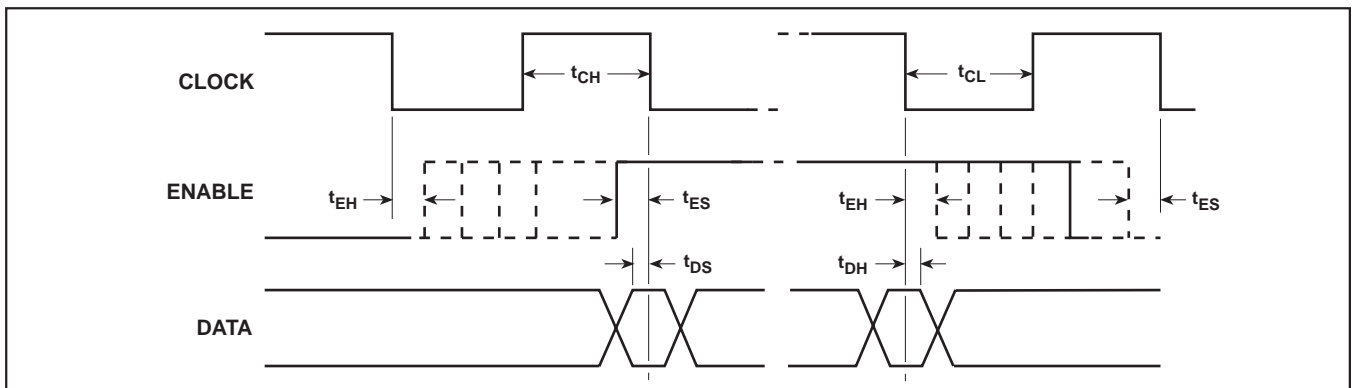 CLOCK
tCH
tCL
ENABLE
tEH
tES
tEH
tES
tDS
tDH
DATA